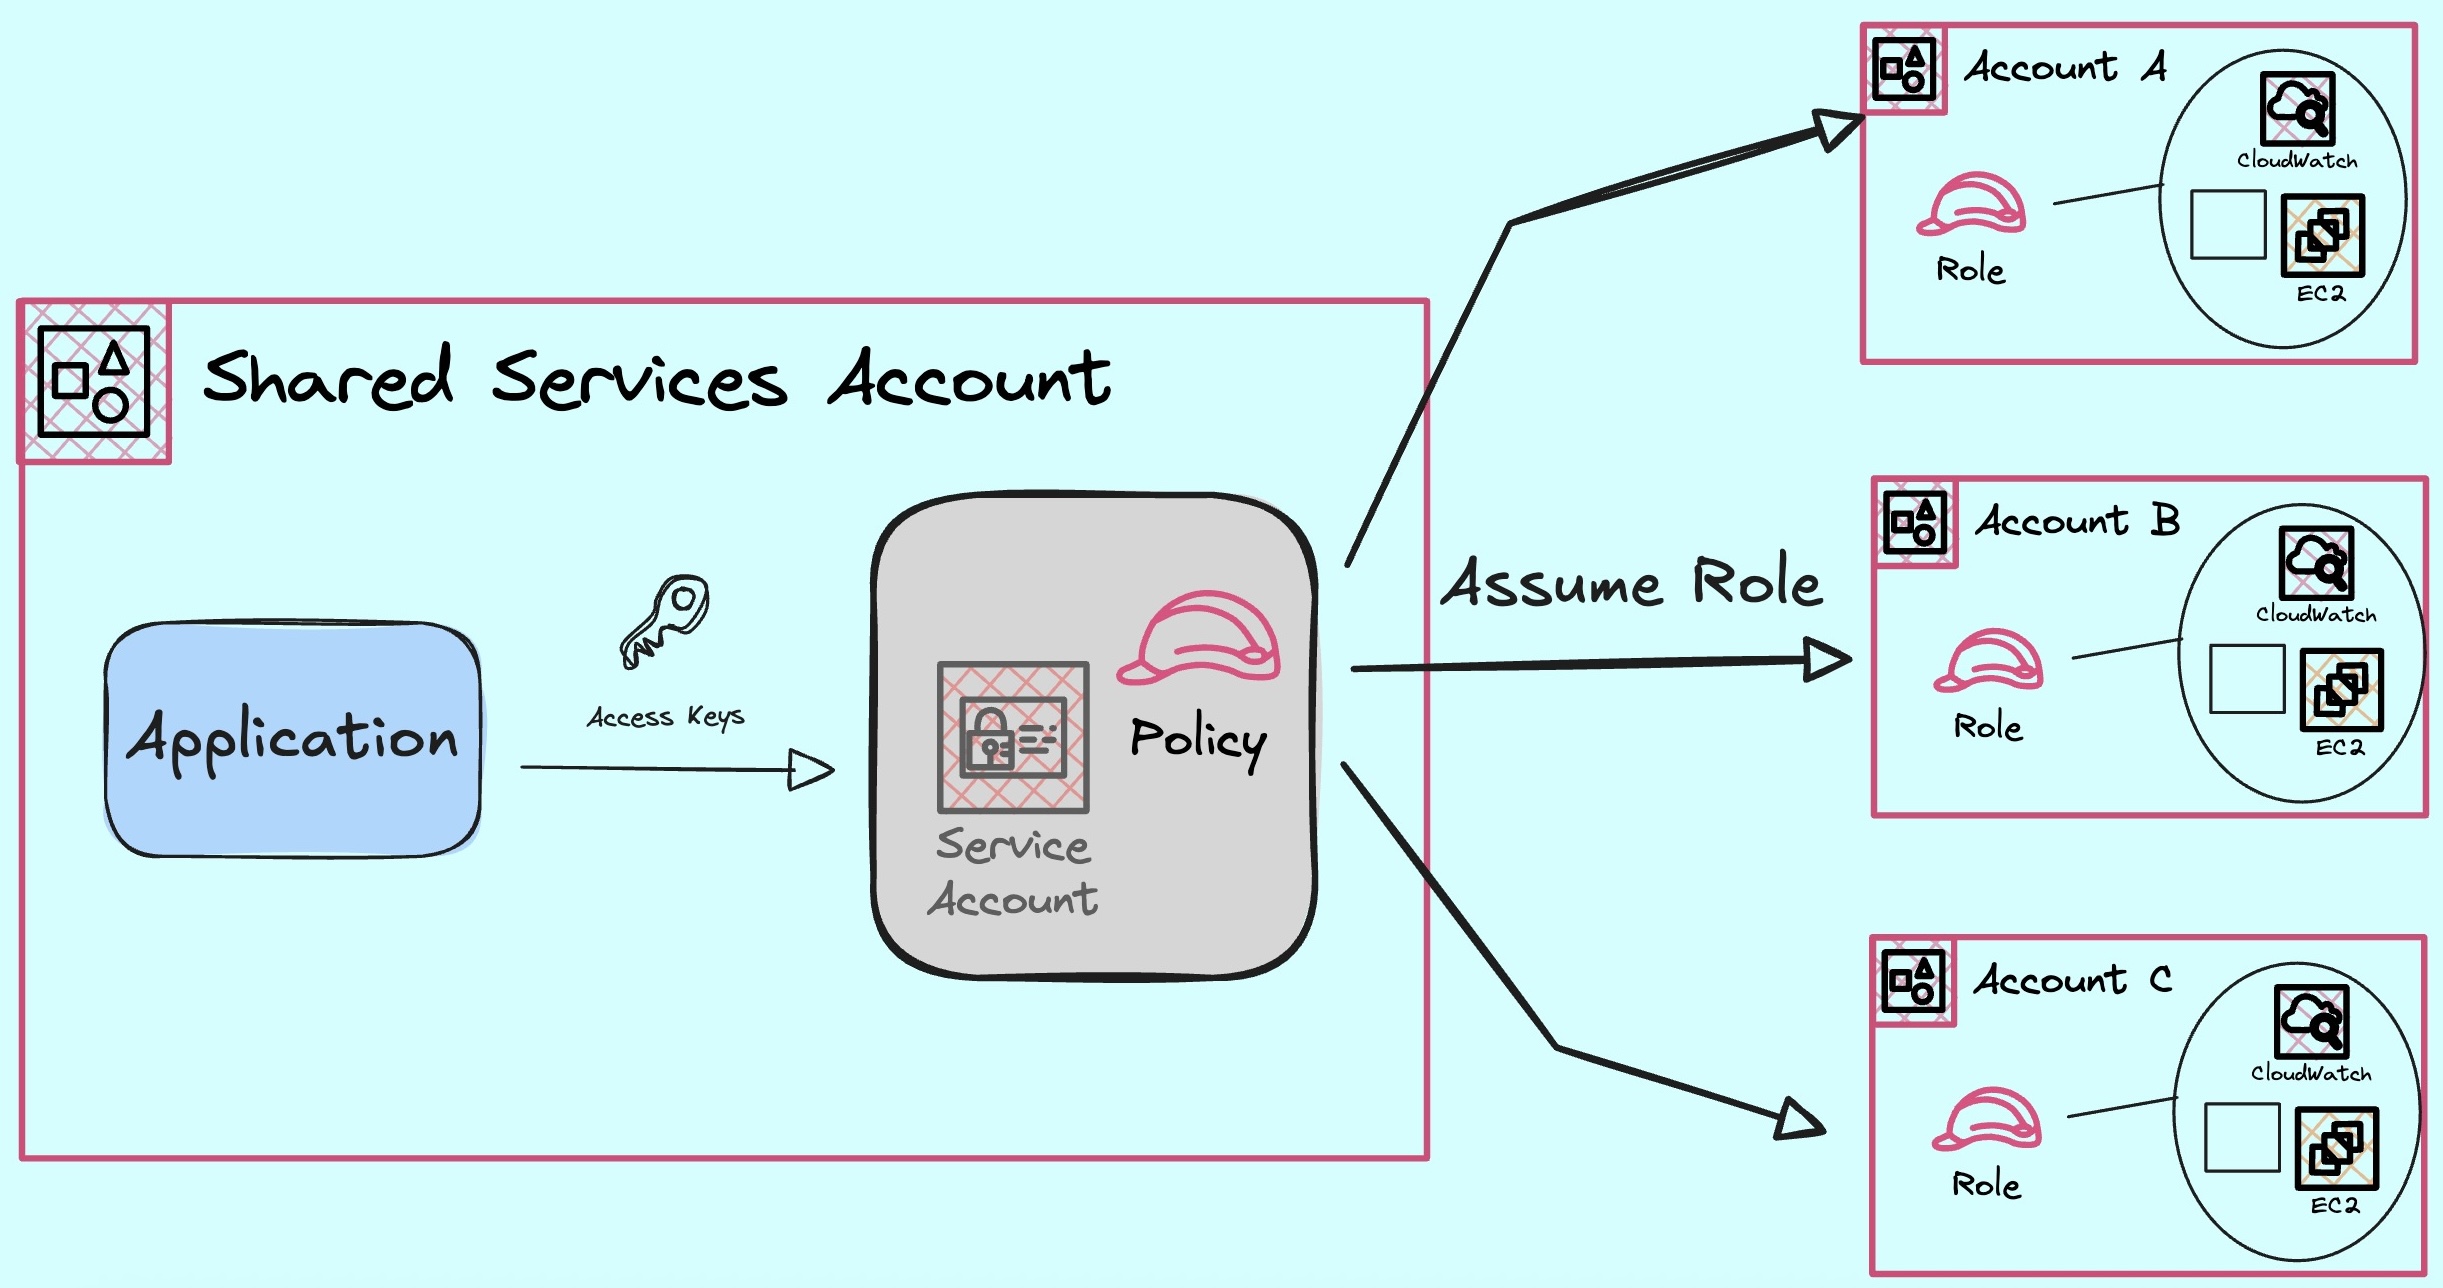 Shared Services Account
Application
Access Keys
Service
Account
Policy
Assume Role
Account A
CloudWatch
Role
EC2
Account B
CloudWatch
Role
EC2
Account C
CloudWatch
Role
EC2